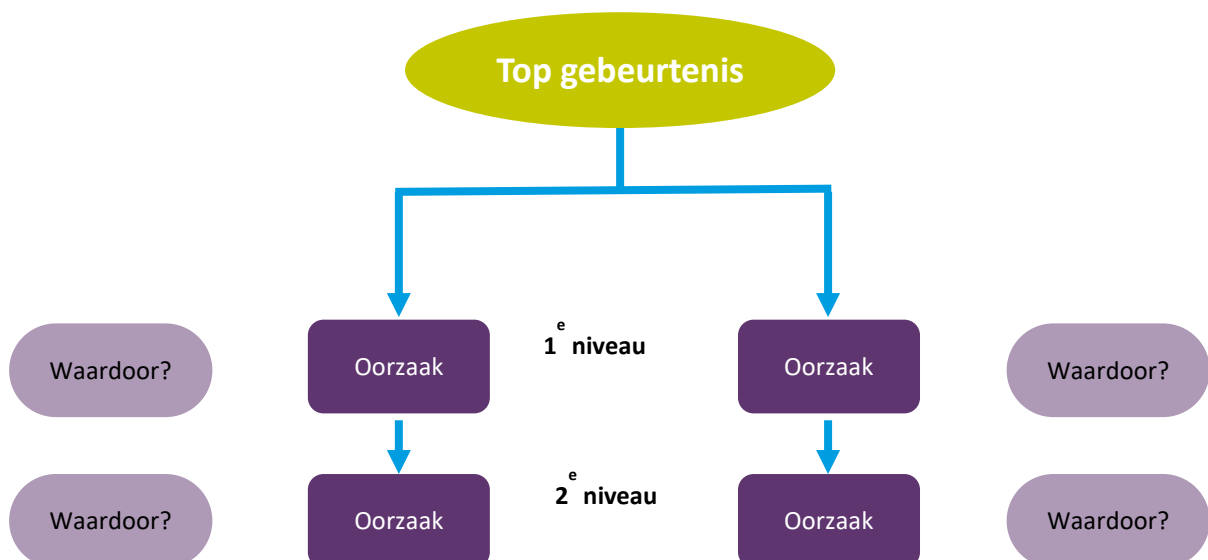 Top gebeurtenis
Waardoor?
Oorzaak
1e niveau
Oorzaak
Waardoor?
Waardoor?
Oorzaak
2e niveau
Oorzaak
Waardoor?